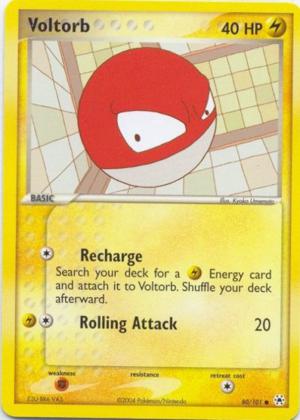 Voltorb 40 HP
BASIC
Illus. Kyoko Umemoto
Recharge
Search your deck for a Energy card
and attach it to Voltorb. Shuffle your deck
afterward.
Rolling Attack 20
weakness resistance retreat cost
©2004 Pokémon/Nintendo 80/101